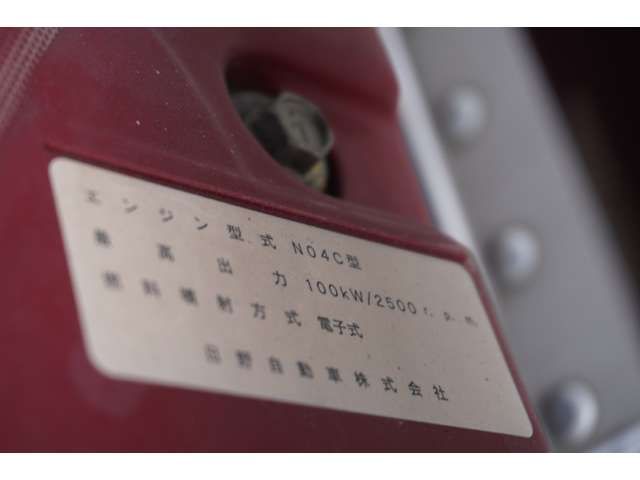 エンジン型式 N04C型
最高出力 100kW/2500 r.p.m.
燃料噴射方式 電子式
日野自動車株式会社